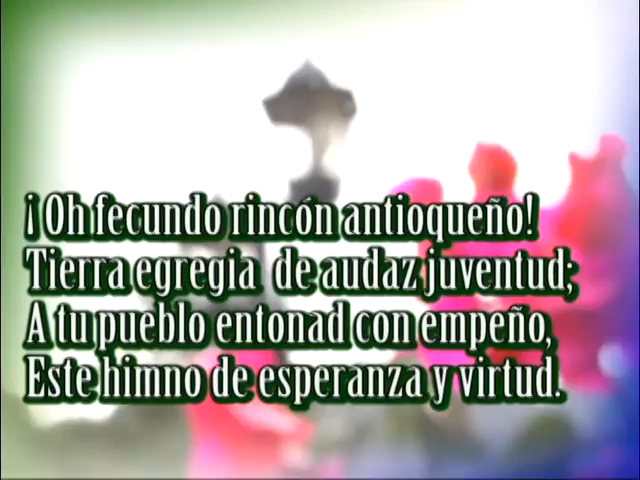 ¡ Oh fecundo rincón antioqueño!
Tierra egregia de audaz juventud;
A tu pueblo entonad con empeño,
Este himno de esperanza y virtud.